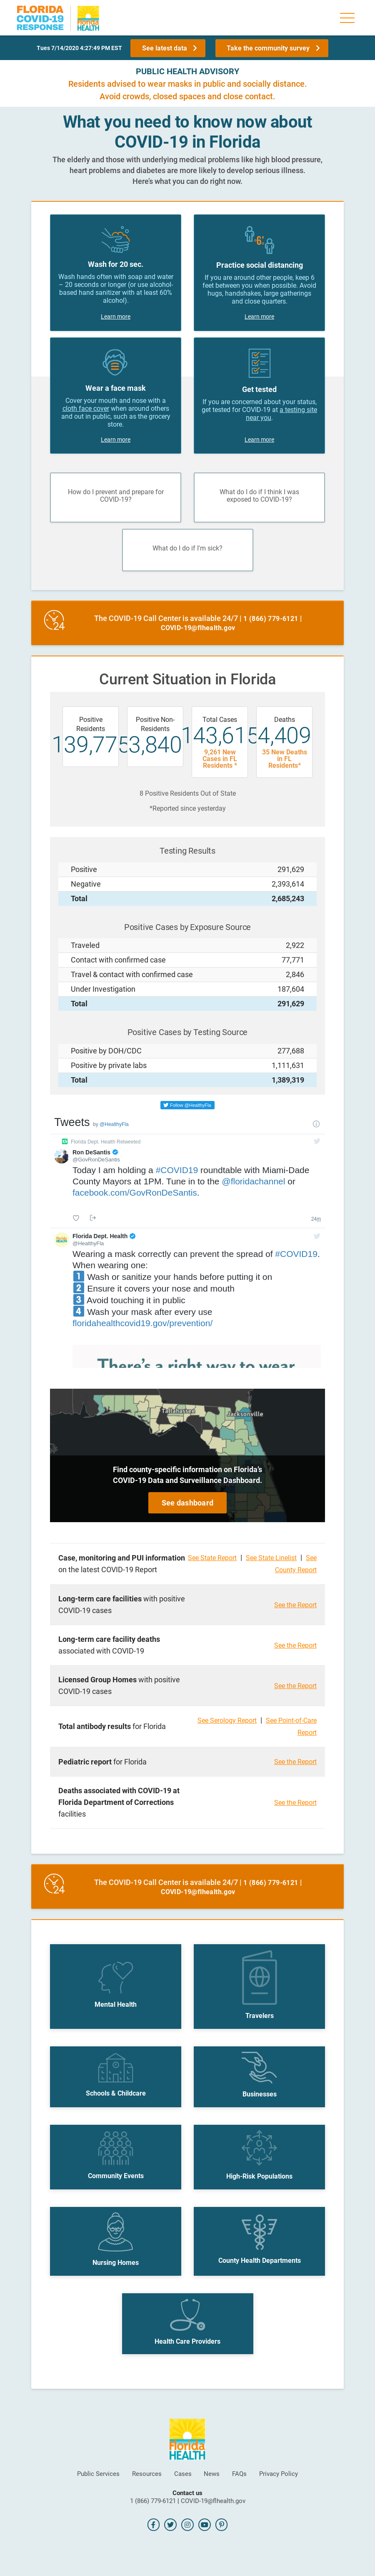 FLORIDA
COVID-19
RESPONSE
Florida
HEALTH
Tues 7/14/2020 4:27:49 PM EST
See latest data
Take the community survey
PUBLIC HEALTH ADVISORY
Residents advised to wear masks in public and socially distance.
Avoid crowds, closed spaces and close contact.
What you need to know now about
COVID-19 in Florida
The elderly and those with underlying medical problems like high blood pressure,
heart problems and diabetes are more likely to develop serious illness.
Here's what you can do right now.
Wash for 20 sec.
Wash hands often with soap and water
– 20 seconds or longer (or use alcohol-
based hand sanitizer with at least 60%
alcohol).
Learn more
6'
Practice social distancing
If you are around other people, keep 6
feet between you when possible. Avoid
hugs, handshakes, large gatherings
and close quarters.
Learn more
Wear a face mask
Cover your mouth and nose with a
cloth face cover when around others
and out in public, such as the grocery
store.
Learn more
Get tested
If you are concerned about your status,
get tested for COVID-19 at a testing site
near you.
Learn more
How do I prevent and prepare for
COVID-19?
What do I do if I think I was
exposed to COVID-19?
What do I do if I'm sick?
24
The COVID-19 Call Center is available 24/7 | 1 (866) 779-6121 |
COVID-19@flhealth.gov
Current Situation in Florida
Positive
Residents
139,775
Positive Non-
Residents
3,840
Total Cases
143,615
9,261 New
Cases in FL
Residents *
Deaths
4,409
35 New Deaths
in FL
Residents*
8 Positive Residents Out of State
*Reported since yesterday
Testing Results
Positive 291,629
Negative 2,393,614
Total 2,685,243
Positive Cases by Exposure Source
Traveled 2,922
Contact with confirmed case 77,771
Travel & contact with confirmed case 2,846
Under Investigation 187,604
Total 291,629
Positive Cases by Testing Source
Positive by DOH/CDC 277,688
Positive by private labs 1,111,631
Total 1,389,319
Follow @HealthyFla
Tweets by @HealthyFla
Florida Dept. Health Retweeted
Ron DeSantis
@GovRonDeSantis
Today I am holding a #COVID19 roundtable with Miami-Dade
County Mayors at 1PM. Tune in to the @floridachannel or
facebook.com/GovRonDeSantis.
24m
Florida Dept. Health
@HealthyFla
Wearing a mask correctly can prevent the spread of #COVID19.
When wearing one:
1 Wash or sanitize your hands before putting it on
2 Ensure it covers your nose and mouth
3 Avoid touching it in public
4 Wash your mask after every use
floridahealthcovid19.gov/prevention/
There's a right way to wear
Tallahassee
Jacksonville
Find county-specific information on Florida's
COVID-19 Data and Surveillance Dashboard.
See dashboard
Case, monitoring and PUI information
on the latest COVID-19 Report
See State Report | See State Linelist | See
County Report
Long-term care facilities with positive
COVID-19 cases
See the Report
Long-term care facility deaths
associated with COVID-19
See the Report
Licensed Group Homes with positive
COVID-19 cases
See the Report
Total antibody results for Florida
See Serology Report | See Point-of-Care
Report
Pediatric report for Florida
See the Report
Deaths associated with COVID-19 at
Florida Department of Corrections
facilities
See the Report
24
The COVID-19 Call Center is available 24/7 | 1 (866) 779-6121 |
COVID-19@flhealth.gov
Mental Health
Travelers
Schools & Childcare
Businesses
Community Events
High-Risk Populations
Nursing Homes
County Health Departments
Health Care Providers
Florida
HEALTH
Public Services Resources Cases News FAQs Privacy Policy
Contact us
1 (866) 779-6121 | COVID-19@flhealth.gov